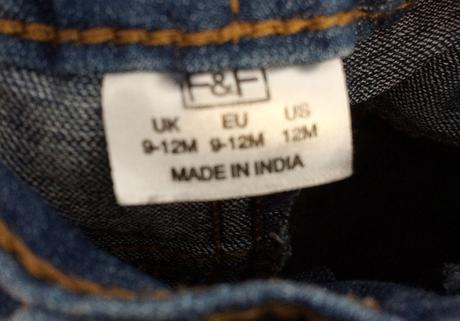 F&F
UK EU US
9-12M 9-12M 12M
MADE IN INDIA